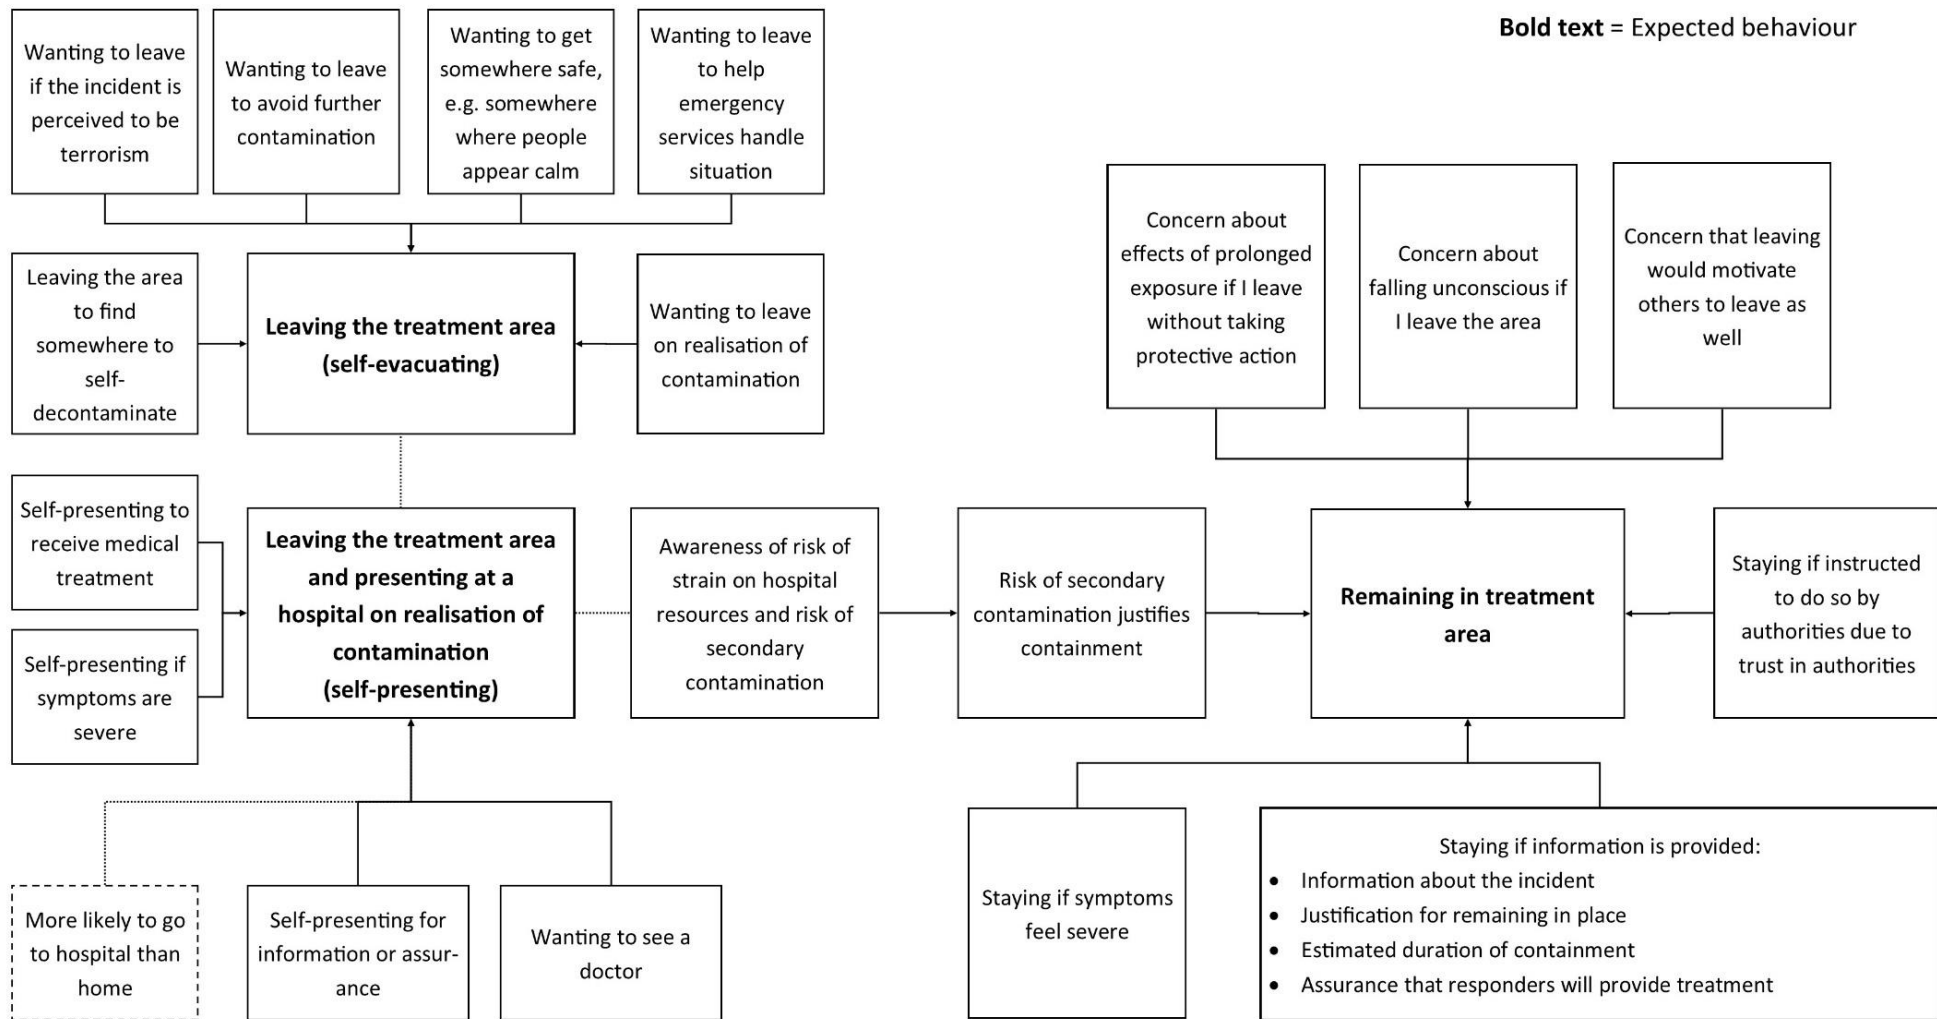 Bold text = Expected behaviour
Wanting to leave
if the incident is
perceived to be
terrorism
Wanting to leave
to avoid further
contamination
Wanting to get
somewhere safe,
e.g. somewhere
where people
appear calm
Wanting to leave
to help
emergency
services handle
situation
Leaving the area
to find
somewhere to
self-
decontaminate
Leaving the treatment area
(self-evacuating)
Wanting to leave
on realisation of
contamination
Concern about
effects of prolonged
exposure if I leave
without taking
protective action
Concern about
falling unconscious if
I leave the area
Concern that leaving
would motivate
others to leave as
well
Self-presenting to
receive medical
treatment
Self-presenting if
symptoms are
severe
Leaving the treatment area
and presenting at a
hospital on realisation of
contamination
(self-presenting)
Awareness of risk of
strain on hospital
resources and risk of
secondary
contamination
Risk of secondary
contamination justifies
containment
Remaining in treatment
area
Staying if instructed
to do so by
authorities due to
trust in authorities
More likely to go
to hospital than
home
Self-presenting for
information or assur-
ance
Wanting to see a
doctor
Staying if symptoms
feel severe
Staying if information is provided:
• Information about the incident
• Justification for remaining in place
• Estimated duration of containment
• Assurance that responders will provide treatment